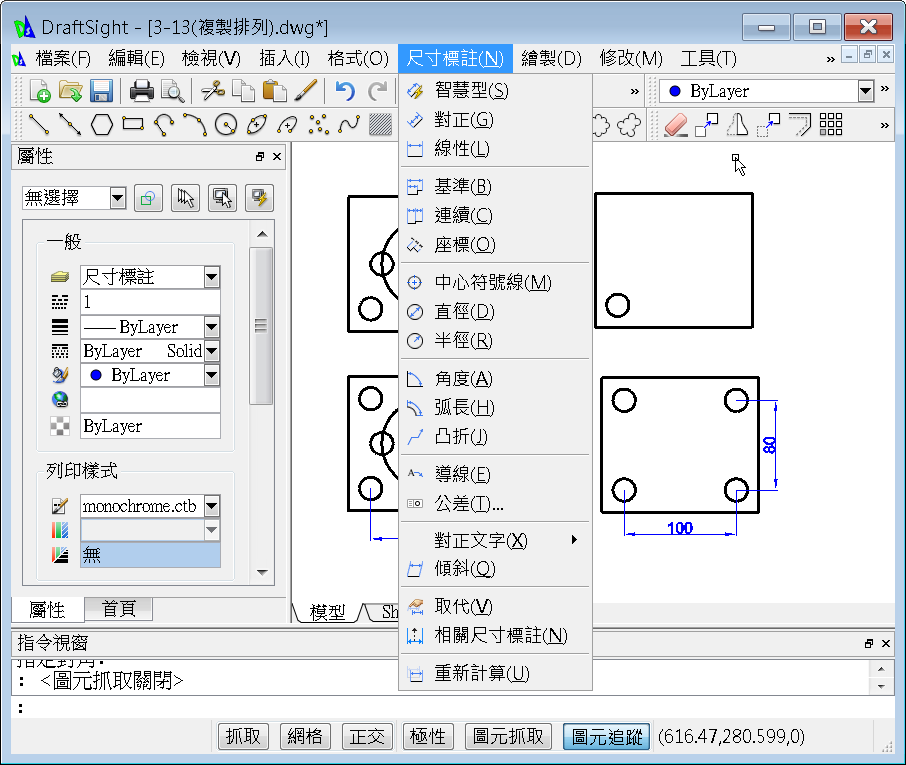 DraftSight - [3-13(複製排列).dwg*]
檔案(F) 編輯(E) 檢視(V) 插入(I) 格式(O) 尺寸標註(N) 繪製(D) 修改(M) 工具(T) »
» ByLayer »
»
屬性
無選擇
一般
尺寸標註
1
ByLayer
ByLayer Solid
ByLayer
ByLayer
列印樣式
monochrome.ctb
無
屬性 首頁
智慧型(S)
對正(G)
線性(L)
基準(B)
連續(C)
座標(O)
中心符號線(M)
直徑(D)
半徑(R)
角度(A)
弧長(H)
凸折(J)
導線(E)
公差(T)...
對正文字(X)
傾斜(Q)
取代(V)
相關尺寸標註(N)
重新計算(U)
80
100
模型 Sh
指令視窗
指定對角:
: <圖元抓取關閉>
:
抓取 網格 正交 極性 圖元抓取 圖元追蹤 (616.47,280.599,0)